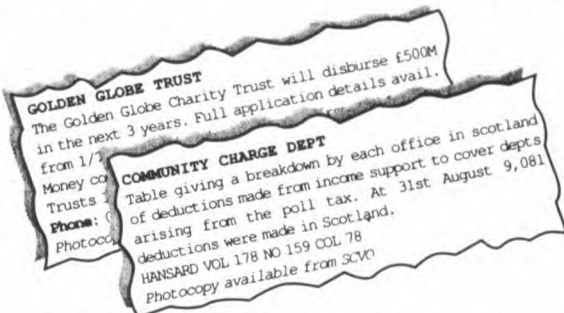 GOLDEN GLOBE TRUST
The Golden Globe Charity Trust will disburse £500M
in the next 3 years. Full application details avail.
from 1/
Money co
Trusts
Phone:
Photoco
COMMUNITY CHARGE DEPT
Table giving a breakdown by each office in scotland
of deductions made from income support to cover depts
arising from the poll tax. At 31st August 9,081
deductions were made in Scotland.
HANSARD VOL 178 NO 159 COL 78
Photocopy available from SCVO